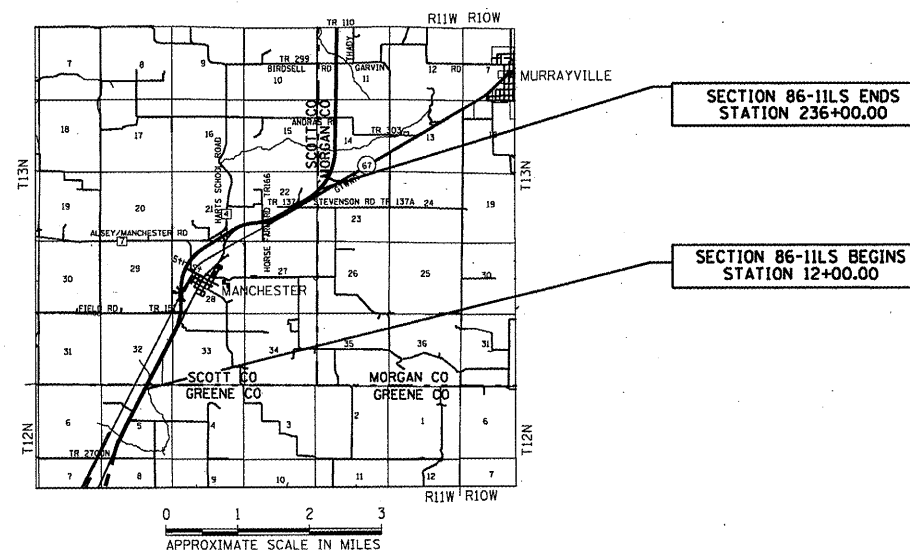 TR 110
R11W R10W
7
8
9
TR 299
BIRDSELL RD
10
THADY
GARVIN
11
12 RD
7
MURRAYVILLE
SECTION 86-11LS ENDS
STATION 236+00.00
18
17
16
15
14
13
TR 303
SCOTT CO
MORGAN CO
HARTS SCHOOL ROAD
67
T13N
T13N
19
20
21
4
22
TR166
HORSE FARM RD
TR 137
STEVENSON RD TR 137A
24
19
23
ALSEY/MANCHESTER RD
7
30
29
28
27
26
25
30
MANCHESTER
SECTION 86-11LS BEGINS
STATION 12+00.00
FIELD RD
31
32
33
34
35
36
31
SCOTT CO
GREENE CO
MORGAN CO
GREENE CO
T12N
T12N
6
5
4
3
2
1
6
TR 2700N
7
8
9
10
11
12
7
R11W R10W
0
1
2
3
APPROXIMATE SCALE IN MILES